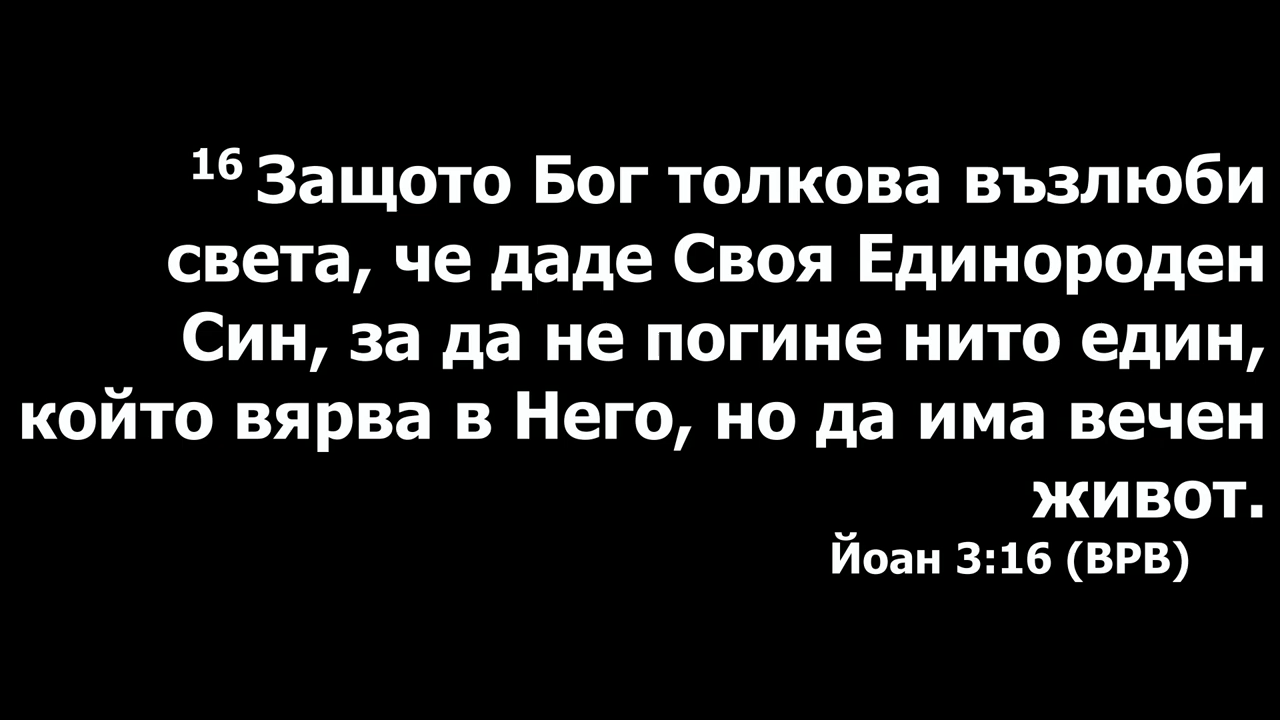 16 Защото Бог толкова възлюби
света, че даде Своя Единороден
Син, за да не погине нито един,
който вярва в Него, но да има вечен
живот.
Йоан 3:16 (ВРВ)